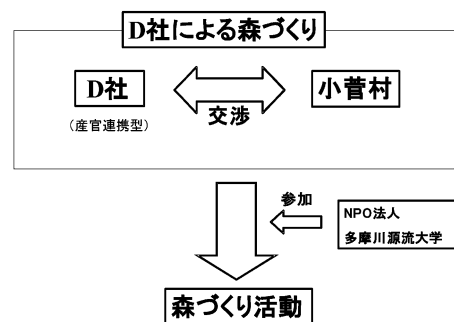 D社による森づくり
D社
小菅村
交渉
（産官連携型）
参加
NPO法人
多摩川源流大学
森づくり活動